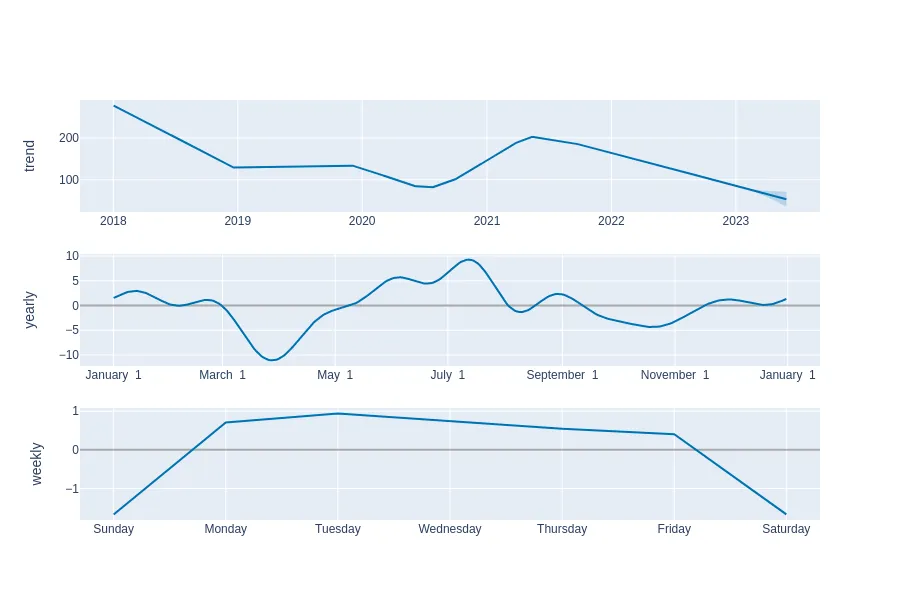 trend
200
100
2018 2019 2020 2021 2022 2023
yearly
10
5
0
−5
−10
January 1 March 1 May 1 July 1 September 1 November 1 January 1
weekly
1
0
−1
Sunday Monday Tuesday Wednesday Thursday Friday Saturday